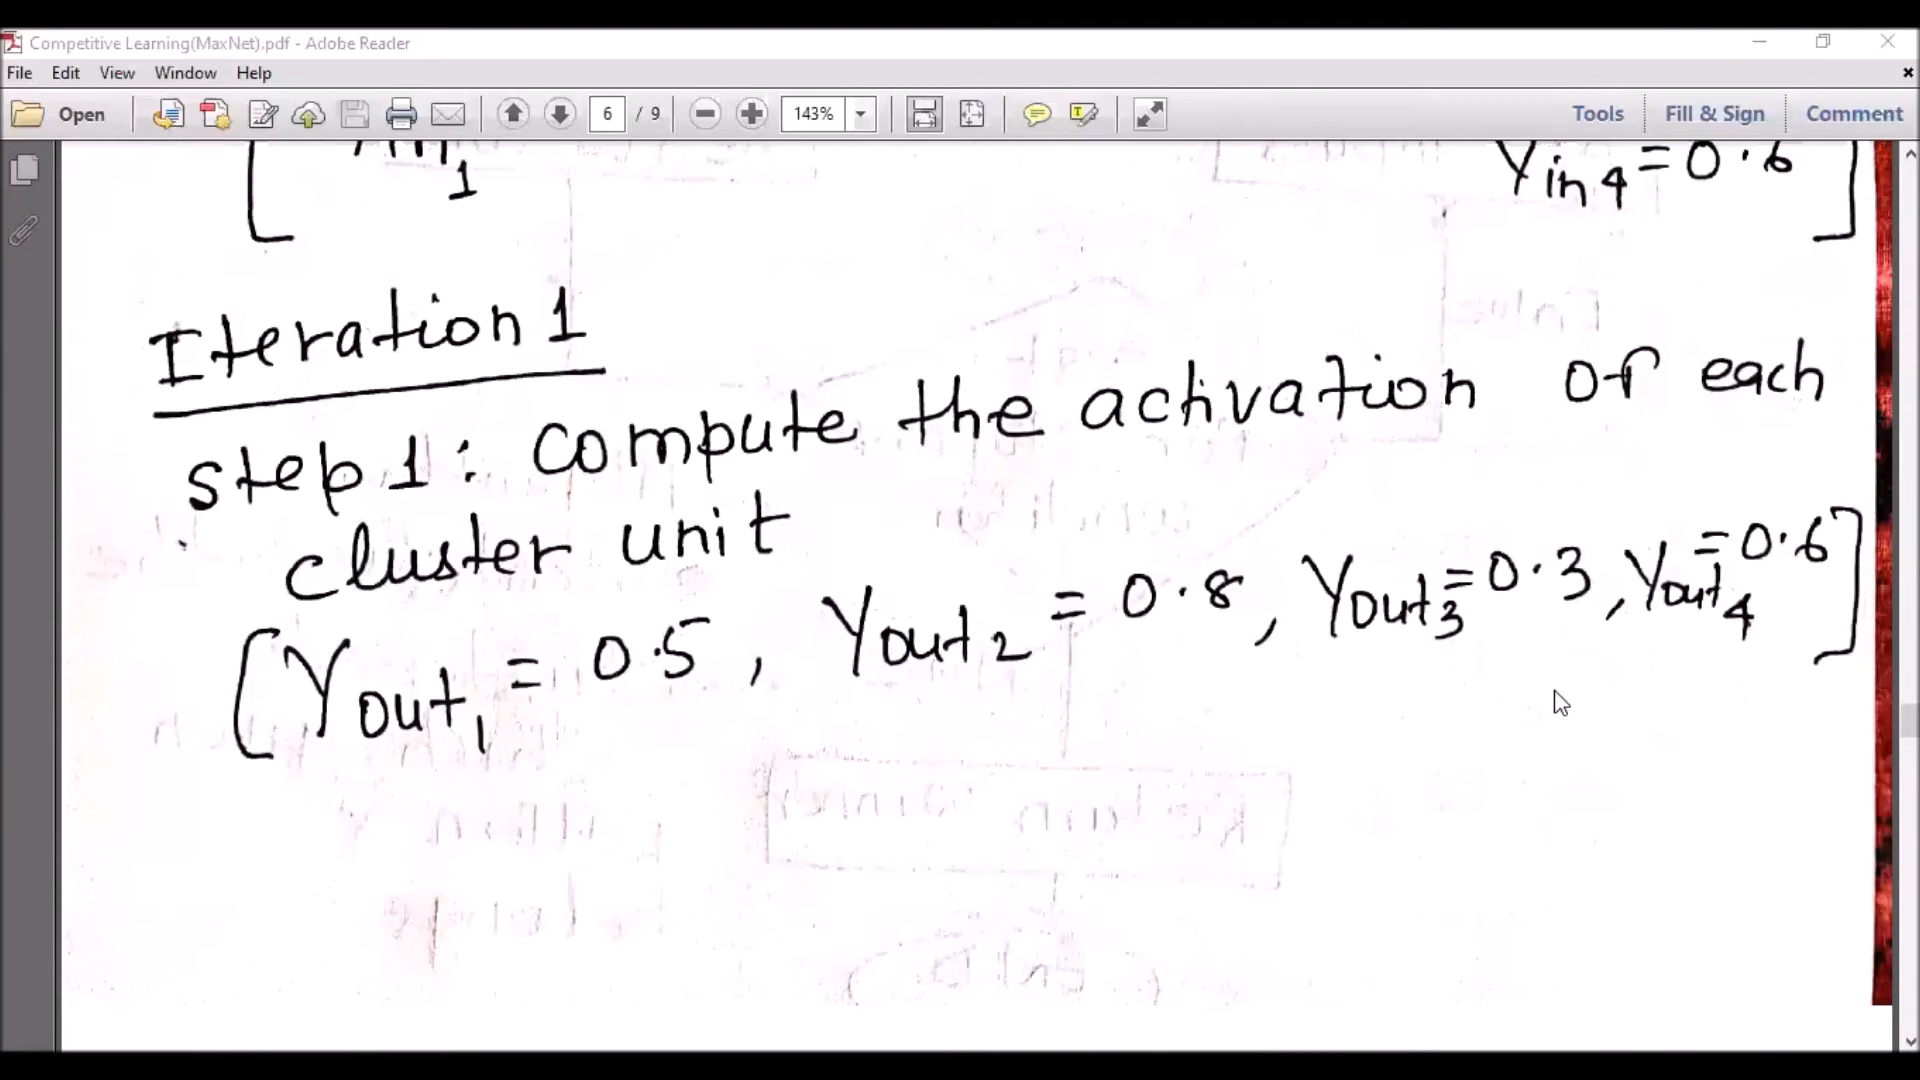 Competitive Learning(MaxNet).pdf - Adobe Reader
File Edit View Window Help
Open 6 / 9 143% Tools Fill & Sign Comment
1 Yin4 = 0.6 ]
Iteration 1
step 1: compute the activation of each
cluster unit
[Yout1 = 0.5, Yout2 = 0.8, Yout3 = 0.3, Yout4 = 0.6]